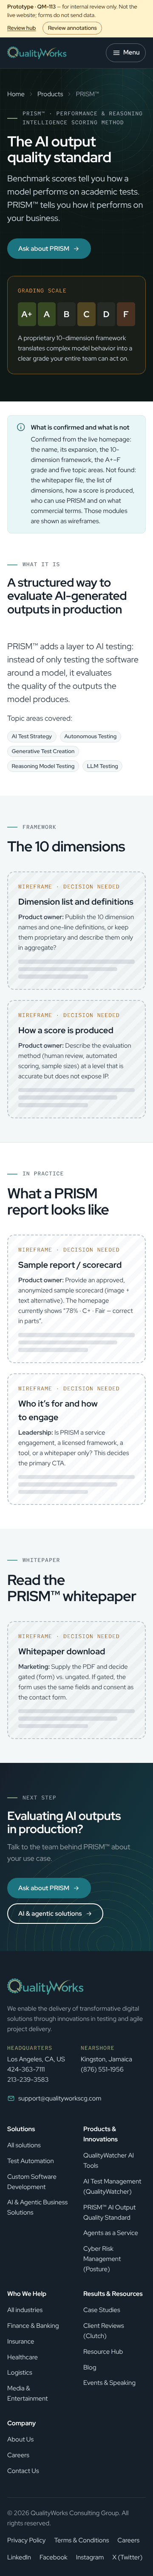 Prototype · QM-113 — for internal review only. Not the
live website; forms do not send data.
Review hub
Review annotations
QualityWorks
Menu
Home > Products > PRISM™
PRISM™ · PERFORMANCE & REASONING
INTELLIGENCE SCORING METHOD
The AI output
quality standard
Benchmark scores tell you how a
model performs on academic tests.
PRISM™ tells you how it performs on
your business.
Ask about PRISM →
GRADING SCALE
A+
A
B
C
D
F
A proprietary 10-dimension framework
translates complex model behavior into a
clear grade your entire team can act on.
What is confirmed and what is not
Confirmed from the live homepage:
the name, its expansion, the 10-
dimension framework, the A+–F
grade and five topic areas. Not found:
the whitepaper file, the list of
dimensions, how a score is produced,
who can use PRISM and on what
commercial terms. Those modules
are shown as wireframes.
WHAT IT IS
A structured way to
evaluate AI-generated
outputs in production
PRISM™ adds a layer to AI testing:
instead of only testing the software
around a model, it evaluates
the quality of the outputs the
model produces.
Topic areas covered:
AI Test Strategy
Autonomous Testing
Generative Test Creation
Reasoning Model Testing
LLM Testing
FRAMEWORK
The 10 dimensions
WIREFRAME · DECISION NEEDED
Dimension list and definitions
Product owner: Publish the 10 dimension
names and one-line definitions, or keep
them proprietary and describe them only
in aggregate?
WIREFRAME · DECISION NEEDED
How a score is produced
Product owner: Describe the evaluation
method (human review, automated
scoring, sample sizes) at a level that is
accurate but does not expose IP.
IN PRACTICE
What a PRISM
report looks like
WIREFRAME · DECISION NEEDED
Sample report / scorecard
Product owner: Provide an approved,
anonymized sample scorecard (image +
text alternative). The homepage
currently shows “78% · C+ · Fair — correct
in parts”.
WIREFRAME · DECISION NEEDED
Who it’s for and how
to engage
Leadership: Is PRISM a service
engagement, a licensed framework, a
tool, or a whitepaper only? This decides
the primary CTA.
WHITEPAPER
Read the
PRISM™ whitepaper
WIREFRAME · DECISION NEEDED
Whitepaper download
Marketing: Supply the PDF and decide
gated (form) vs. ungated. If gated, the
form uses the same fields and consent as
the contact form.
NEXT STEP
Evaluating AI outputs
in production?
Talk to the team behind PRISM™ about
your use case.
Ask about PRISM →
AI & agentic solutions →
QualityWorks
We enable the delivery of transformative digital
solutions through innovations in testing and agile
project delivery.
HEADQUARTERS
Los Angeles, CA, US
424-363-7111
213-239-3583
NEARSHORE
Kingston, Jamaica
(876) 551-1956
support@qualityworkscg.com
Solutions
All solutions
Test Automation
Custom Software
Development
AI & Agentic Business
Solutions
Products &
Innovations
QualityWatcher AI
Tools
AI Test Management
(QualityWatcher)
PRISM™ AI Output
Quality Standard
Agents as a Service
Cyber Risk
Management
(Posture)
Who We Help
All industries
Finance & Banking
Insurance
Healthcare
Logistics
Media &
Entertainment
Results & Resources
Case Studies
Client Reviews
(Clutch)
Resource Hub
Blog
Events & Speaking
Company
About Us
Careers
Contact Us
© 2026 QualityWorks Consulting Group. All
rights reserved.
Privacy Policy Terms & Conditions Careers
LinkedIn Facebook Instagram X (Twitter)